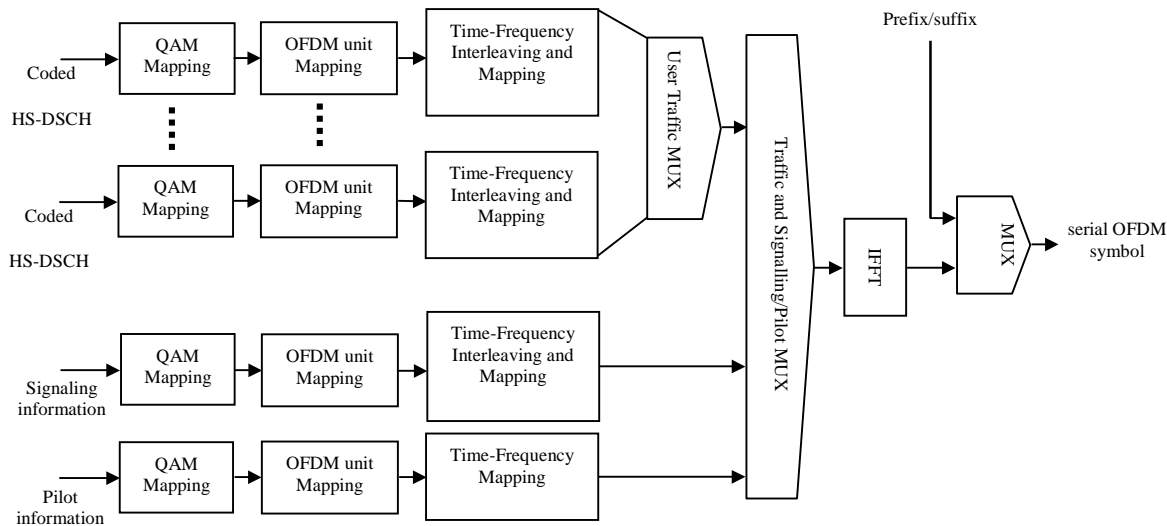 Prefix/suffix
Coded
HS-DSCH
QAM
Mapping
OFDM unit
Mapping
Time-Frequency
Interleaving and
Mapping
Coded
HS-DSCH
QAM
Mapping
OFDM unit
Mapping
Time-Frequency
Interleaving and
Mapping
User Traffic MUX
Signaling
information
QAM
Mapping
OFDM unit
Mapping
Time-Frequency
Interleaving and
Mapping
Pilot
information
QAM
Mapping
OFDM unit
Mapping
Time-Frequency
Mapping
Traffic and Signalling/Pilot MUX
IFFT
MUX
serial OFDM
symbol